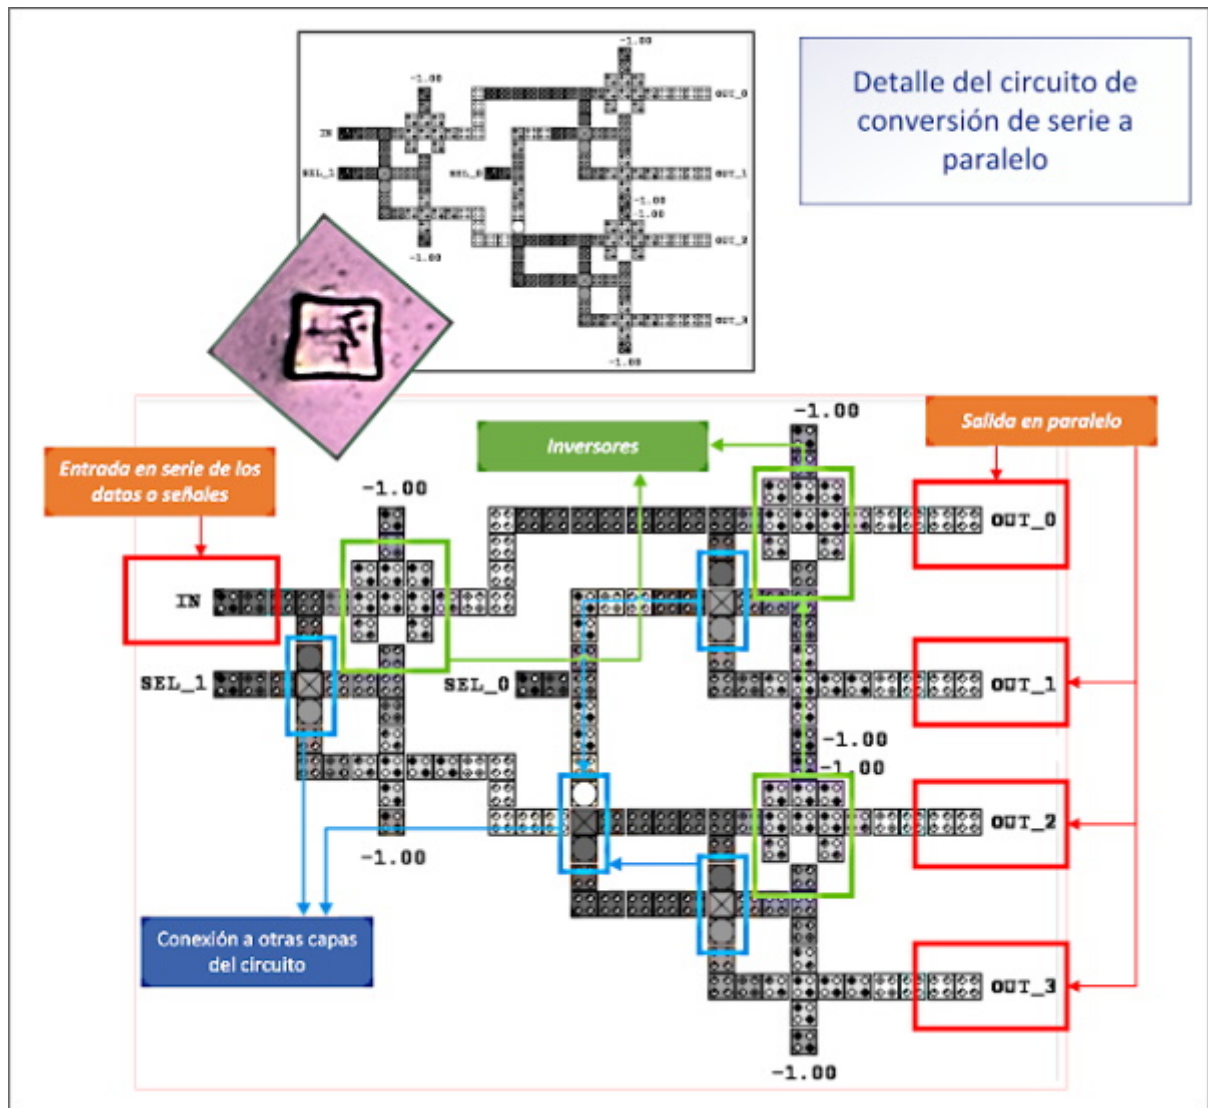 -1.00
-1.00
OUT_0
IN
SEL_1
SEL_0
OUT_1
-1.00
-1.00
OUT_2
-1.00
OUT_3
-1.00
Detalle del circuito de
conversión de serie a
paralelo
-1.00
Salida en paralelo
Inversores
Entrada en serie de los
datos o señales
-1.00
OUT_0
IN
SEL_1
SEL_0
OUT_1
-1.00
-1.00
OUT_2
-1.00
Conexión a otras capas
del circuito
OUT_3
-1.00